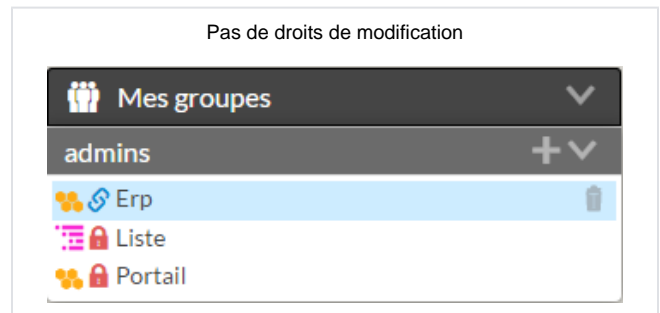 Pas de droits de modification
Mes groupes
admins
Erp
Liste
Portail